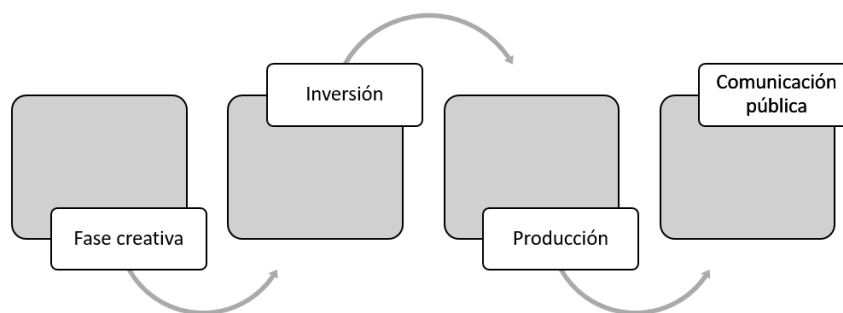 Fase creativa
Inversión
Producción
Comunicación
pública